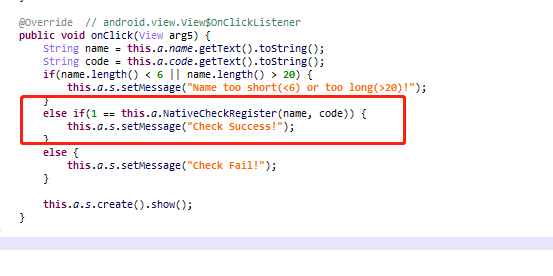 }
@Override  // android.view.View$OnClickListener
public void onClick(View arg5) {
    String name = this.a.name.getText().toString();
    String code = this.a.code.getText().toString();
    if(name.length() < 6 || name.length() > 20) {
        this.a.s.setMessage("Name too short(<6) or too long(>20)!");
    }
    else if(1 == this.a.NativeCheckRegister(name, code)) {
        this.a.s.setMessage("Check Success!");
    }
    else {
        this.a.s.setMessage("Check Fail!");
    }

    this.a.s.create().show();
}